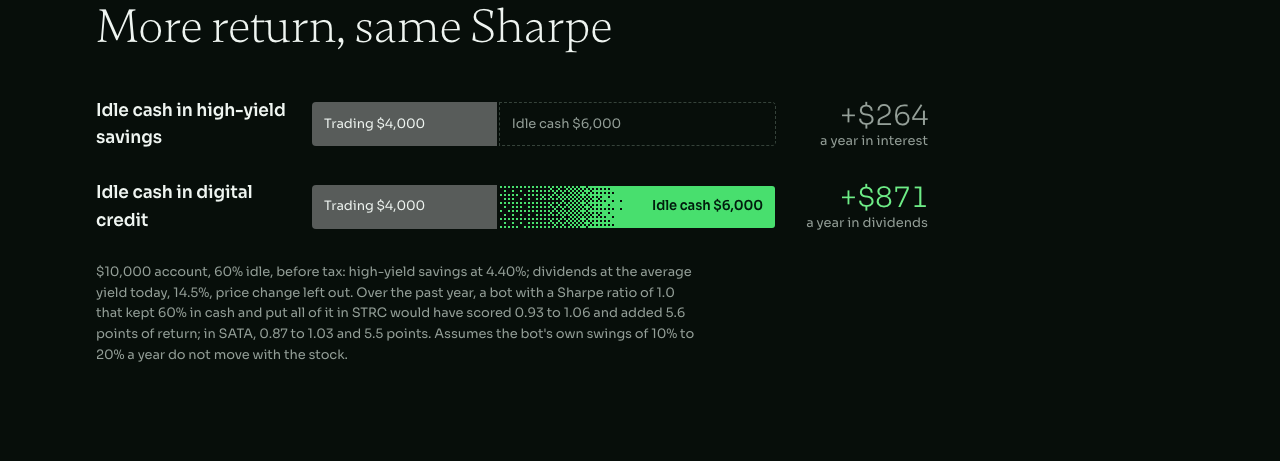 More return, same Sharpe
Idle cash in high-yield
savings
Trading $4,000
Idle cash $6,000
+$264
a year in interest
Idle cash in digital
credit
Trading $4,000
Idle cash $6,000
+$871
a year in dividends
$10,000 account, 60% idle, before tax: high-yield savings at 4.40%; dividends at the average
yield today, 14.5%, price change left out. Over the past year, a bot with a Sharpe ratio of 1.0
that kept 60% in cash and put all of it in STRC would have scored 0.93 to 1.06 and added 5.6
points of return; in SATA, 0.87 to 1.03 and 5.5 points. Assumes the bot's own swings of 10% to
20% a year do not move with the stock.